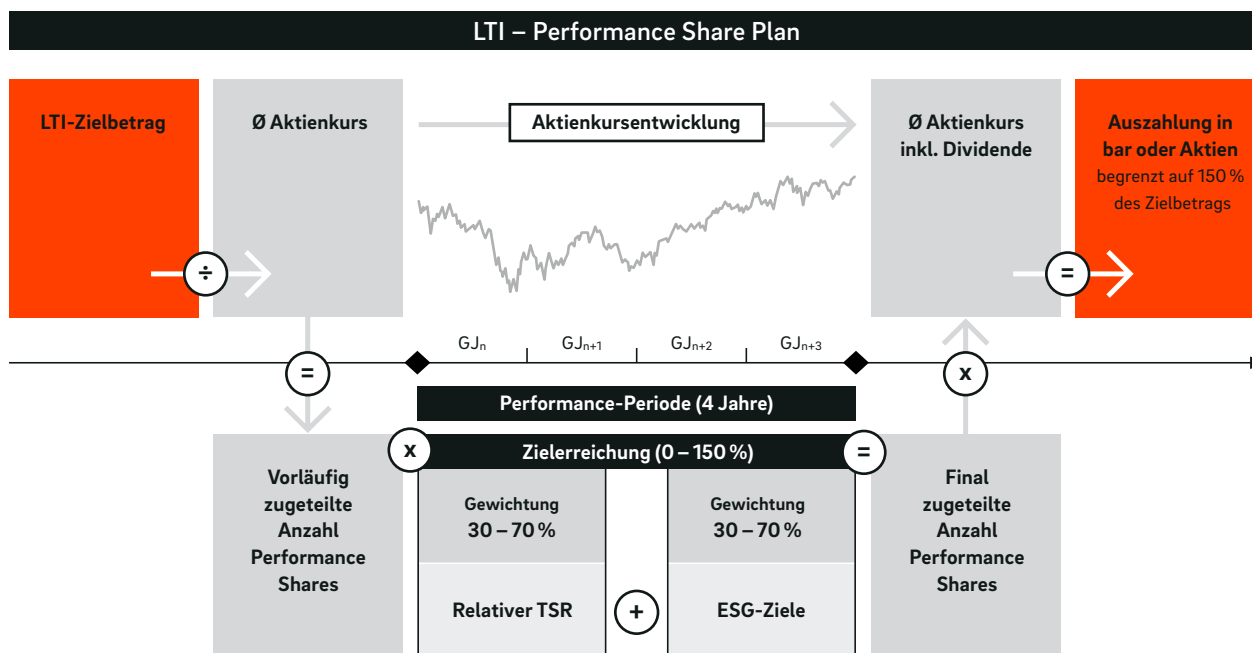 LTI – Performance Share Plan
LTI-Zielbetrag
÷
Ø Aktienkurs
Aktienkursentwicklung
Ø Aktienkurs
inkl. Dividende
=
Auszahlung in
bar oder Aktien
begrenzt auf 150 %
des Zielbetrags
=
GJn
GJn+1
GJn+2
GJn+3
x
Performance-Periode (4 Jahre)
x
Zielerreichung (0 – 150 %)
=
Vorläufig
zugeteilte
Anzahl
Performance
Shares
Gewichtung
30 – 70 %
Relativer TSR
+
Gewichtung
30 – 70 %
ESG-Ziele
Final
zugeteilte
Anzahl
Performance
Shares